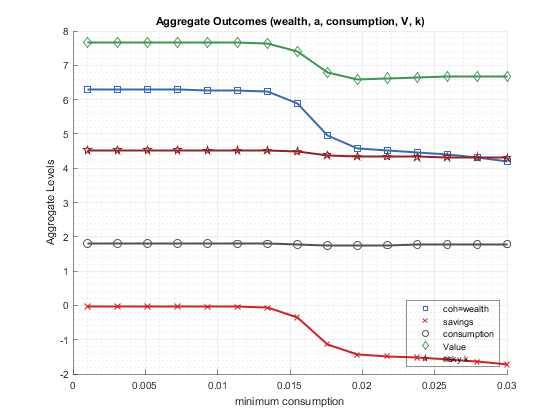 Aggregate Outcomes (wealth, a, consumption, V, k)
8
7
6
5
4
3
2
1
0
-1
-2
Aggregate Levels
0
0.005
0.01
0.015
0.02
0.025
0.03
minimum consumption
coh=wealth
savings
consumption
Value
risky k